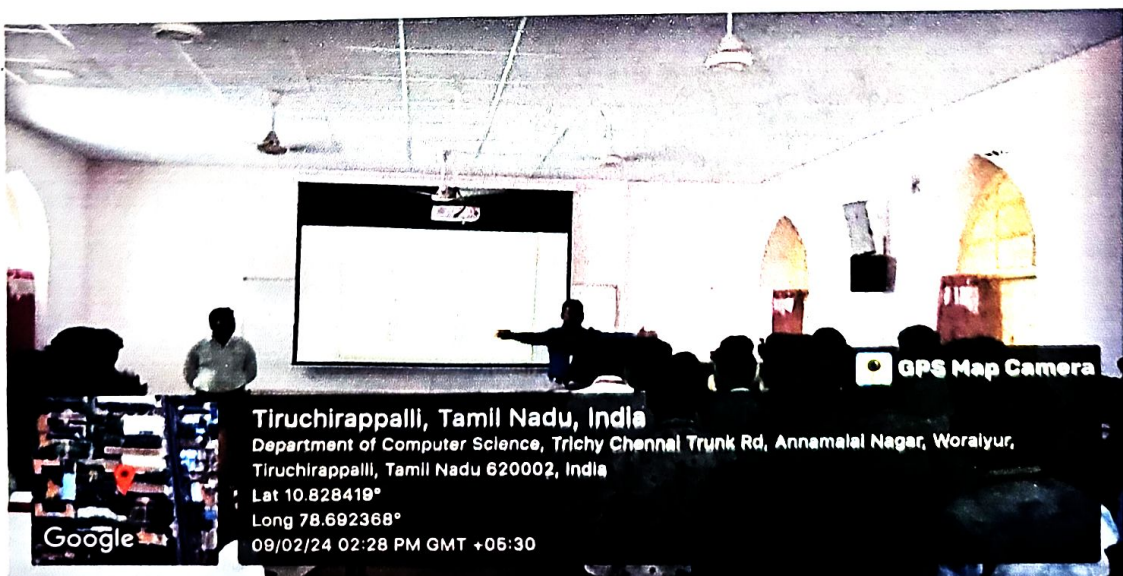 GPS Map Camera
Tiruchirappalli, Tamil Nadu, India
Department of Computer Science, Trichy Chennai Trunk Rd, Annamalai Nagar, Woraiyur,
Tiruchirappalli, Tamil Nadu 620002, India
Lat 10.828419°
Long 78.692368°
09/02/24 02:28 PM GMT +05:30
Google